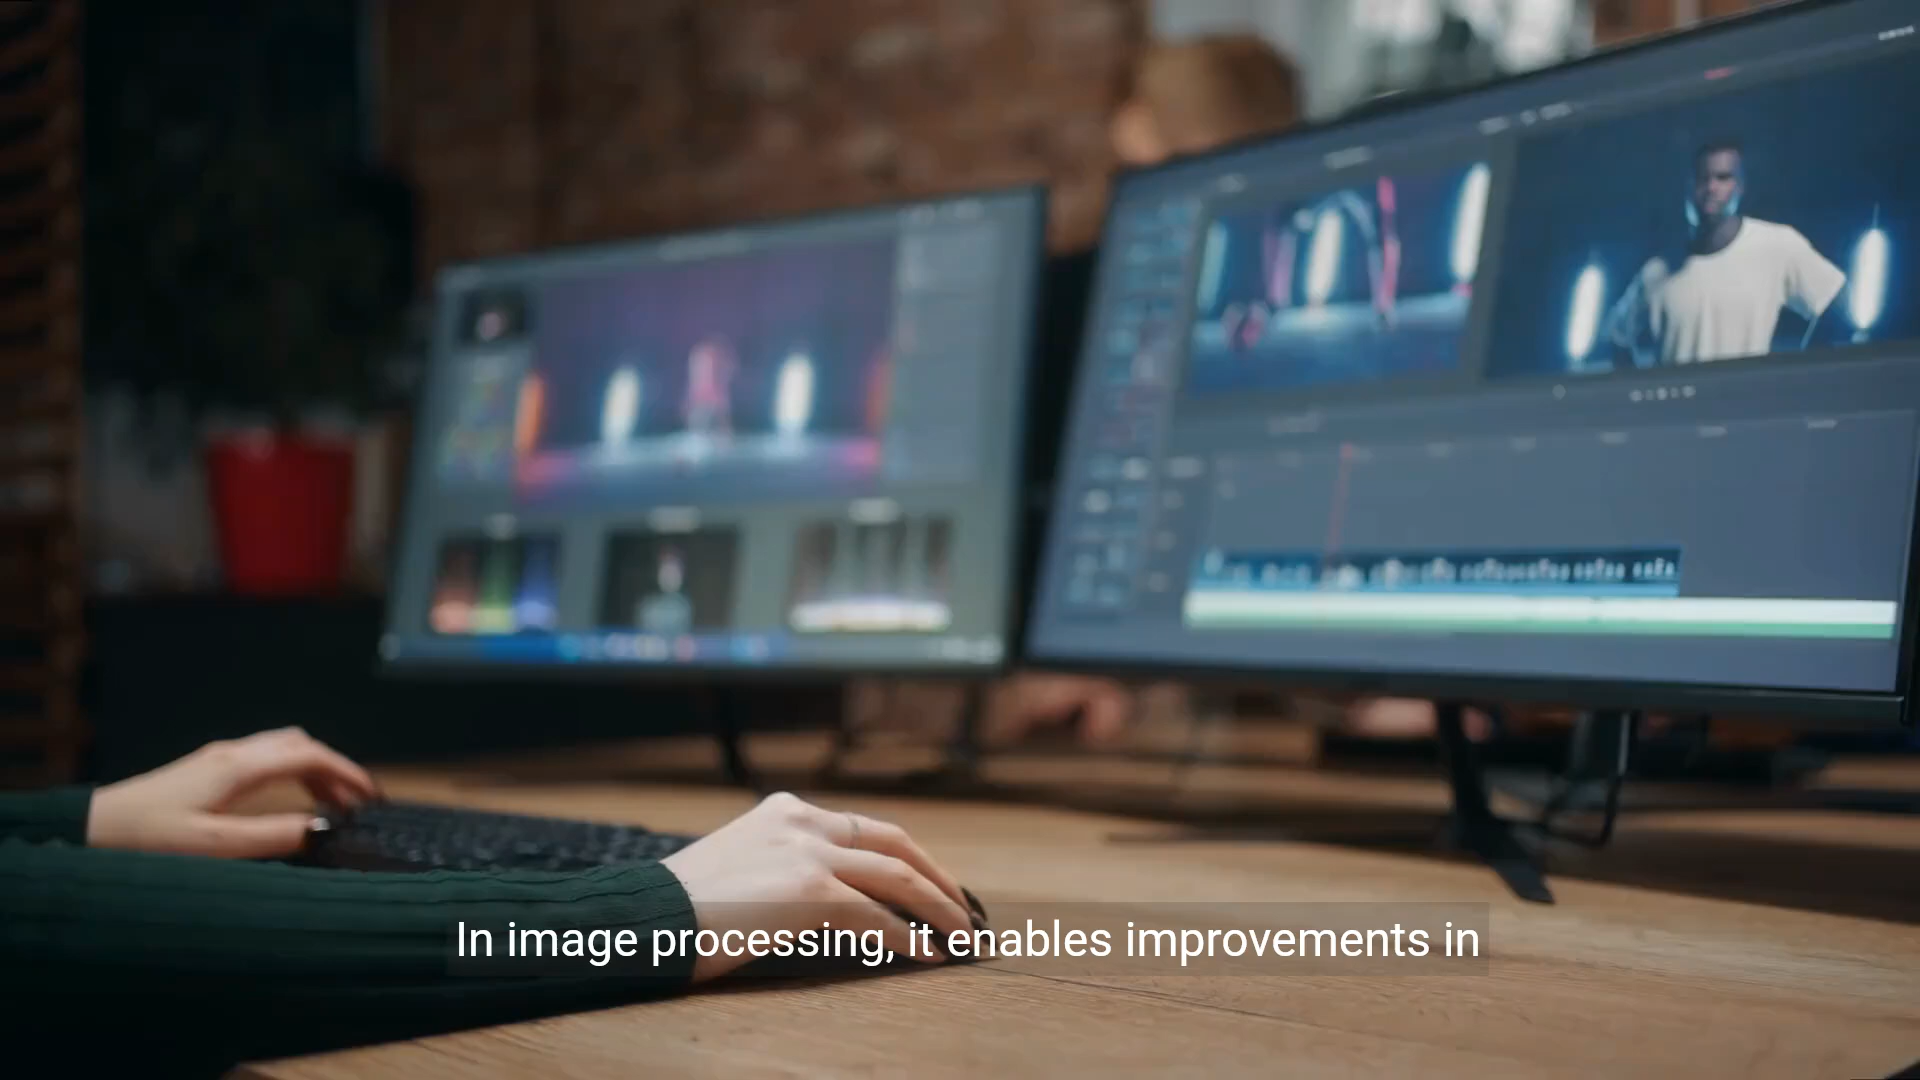 In image processing, it enables improvements in